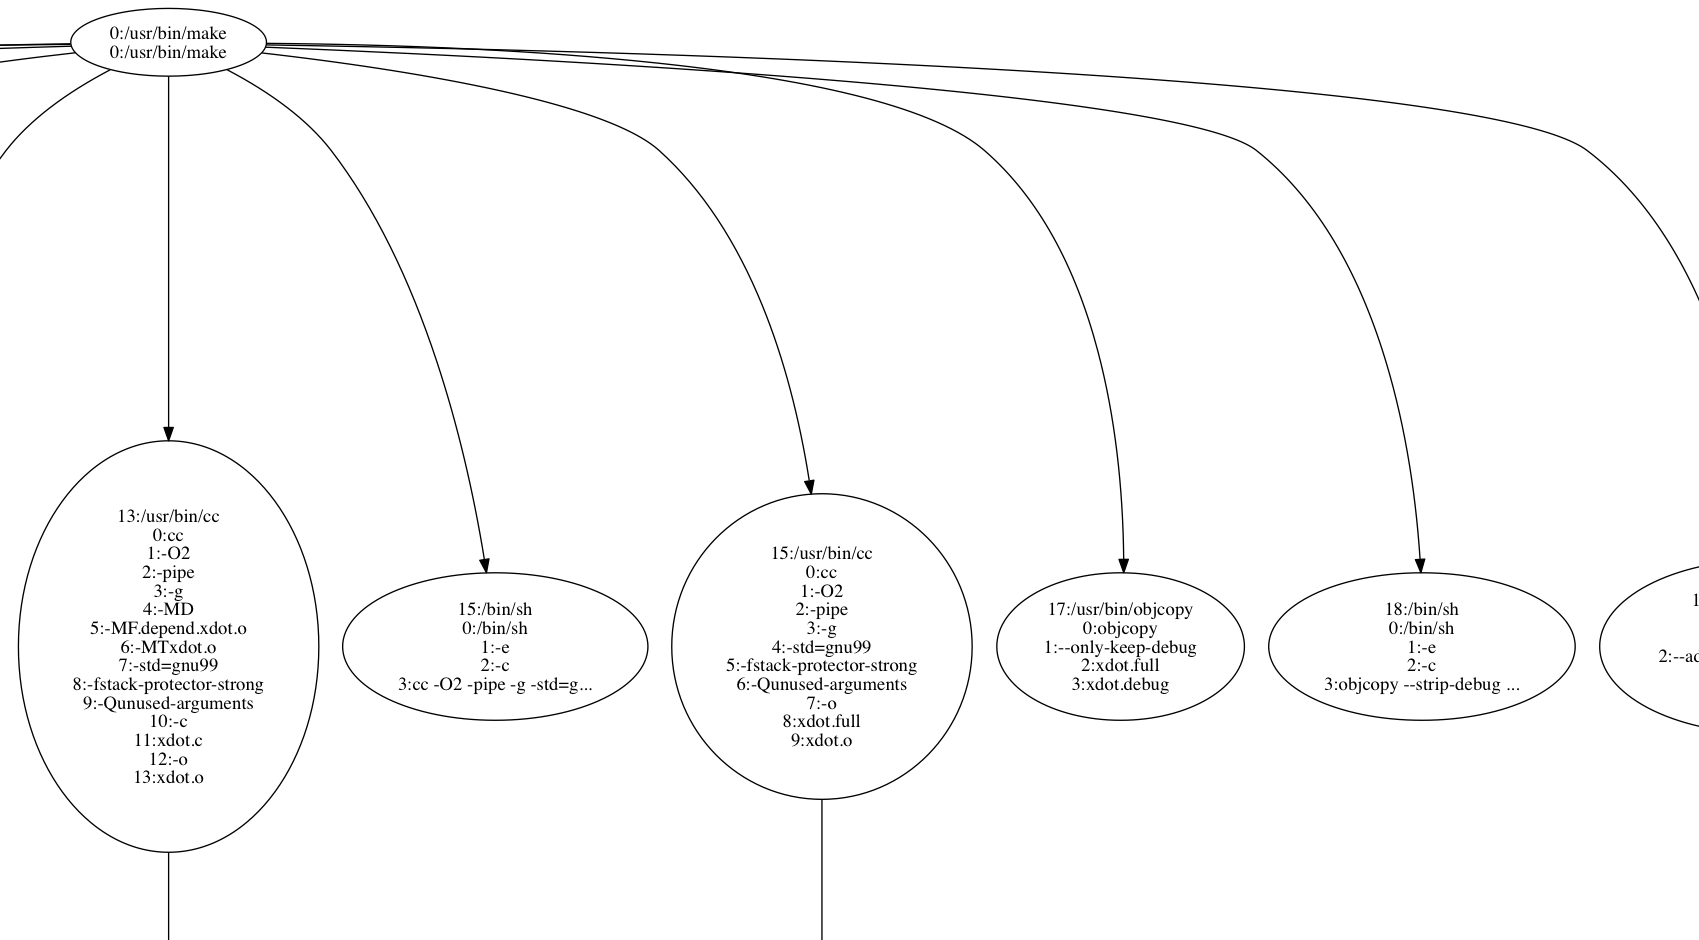 0:/usr/bin/make
0:/usr/bin/make
13:/usr/bin/cc
0:cc
1:-O2
2:-pipe
3:-g
4:-MD
5:-MF.depend.xdot.o
6:-MTxdot.o
7:-std=gnu99
8:-fstack-protector-strong
9:-Qunused-arguments
10:-c
11:xdot.c
12:-o
13:xdot.o
15:/bin/sh
0:/bin/sh
1:-e
2:-c
3:cc -O2 -pipe -g -std=g...
15:/usr/bin/cc
0:cc
1:-O2
2:-pipe
3:-g
4:-std=gnu99
5:-fstack-protector-strong
6:-Qunused-arguments
7:-o
8:xdot.full
9:xdot.o
17:/usr/bin/objcopy
0:objcopy
1:--only-keep-debug
2:xdot.full
3:xdot.debug
18:/bin/sh
0:/bin/sh
1:-e
2:-c
3:objcopy --strip-debug ...
1
2:--ad